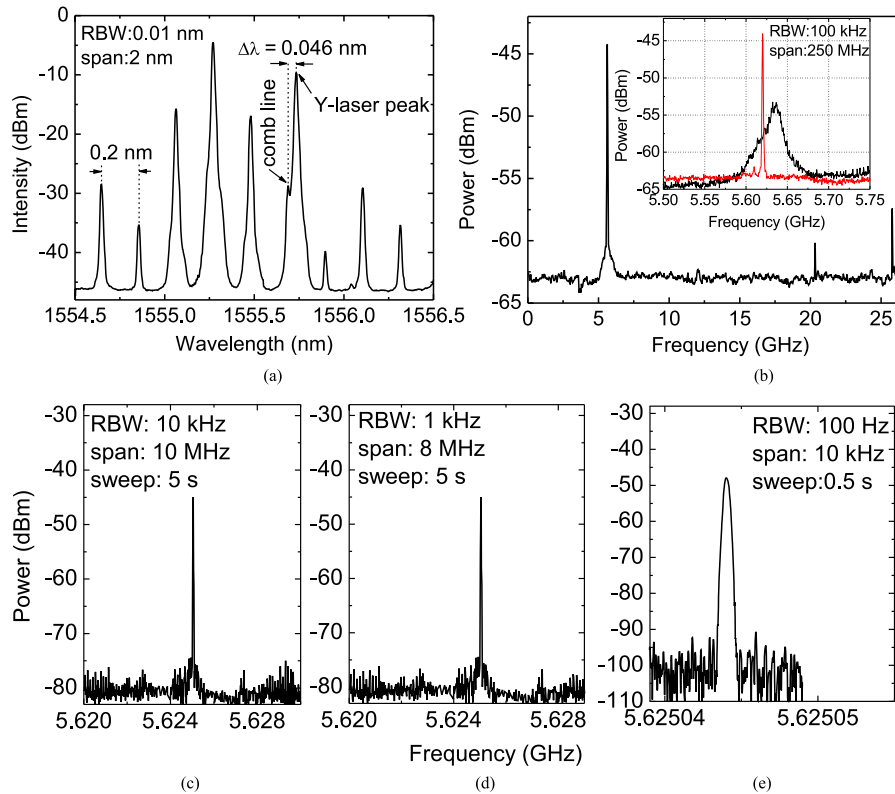 RBW:0.01 nm
span:2 nm
Δλ = 0.046 nm
Y-laser peak
comb line
0.2 nm
Intensity (dBm)
0
-10
-20
-30
-40
1554.5 1555.0 1555.5 1556.0 1556.5
Wavelength (nm)
(a)
Power (dBm)
-45
-50
-55
-60
-65
0 5 10 15 20 25
Frequency (GHz)
RBW:100 kHz
span:250 MHz
Power (dBm)
-45
-50
-55
-60
-65
5.50 5.55 5.60 5.65 5.70 5.75
Frequency (GHz)
(b)
Power (dBm)
-30
-40
-50
-60
-70
-80
RBW: 10 kHz
span: 10 MHz
sweep: 5 s
5.620 5.624 5.628
(c)
-30
-40
-50
-60
-70
-80
RBW: 1 kHz
span: 8 MHz
sweep: 5 s
5.620 5.624 5.628
Frequency (GHz)
(d)
-30
-40
-50
-60
-70
-80
-90
-100
-110
RBW: 100 Hz
span: 10 kHz
sweep:0.5 s
5.62504 5.62505
(e)